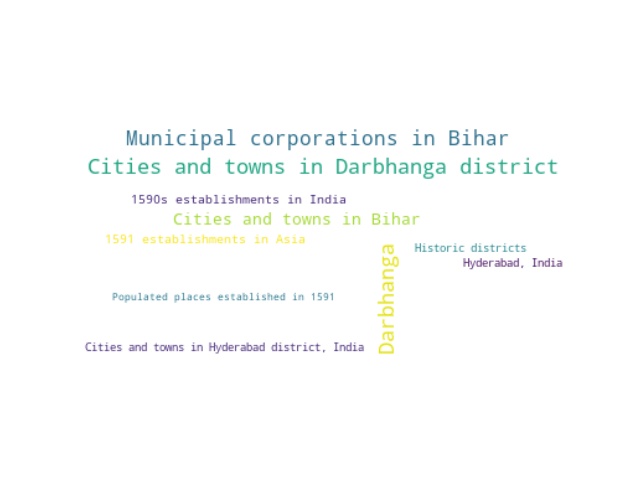 Municipal corporations in Bihar
Cities and towns in Darbhanga district
1590s establishments in India
Cities and towns in Bihar
1591 establishments in Asia
Historic districts
Hyderabad, India
Darbhanga
Populated places established in 1591
Cities and towns in Hyderabad district, India